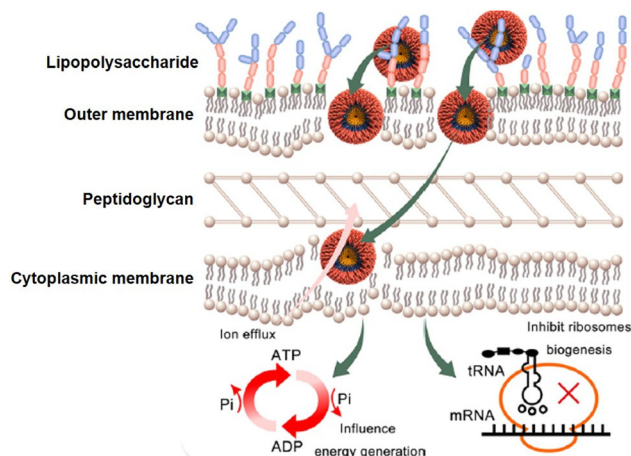 Lipopolysaccharide
Outer membrane
Peptidoglycan
Cytoplasmic membrane
Ion efflux
Inhibit ribosomes
biogenesis
ATP
tRNA
Pi
Pi
mRNA
Influence
ADP
energy generation